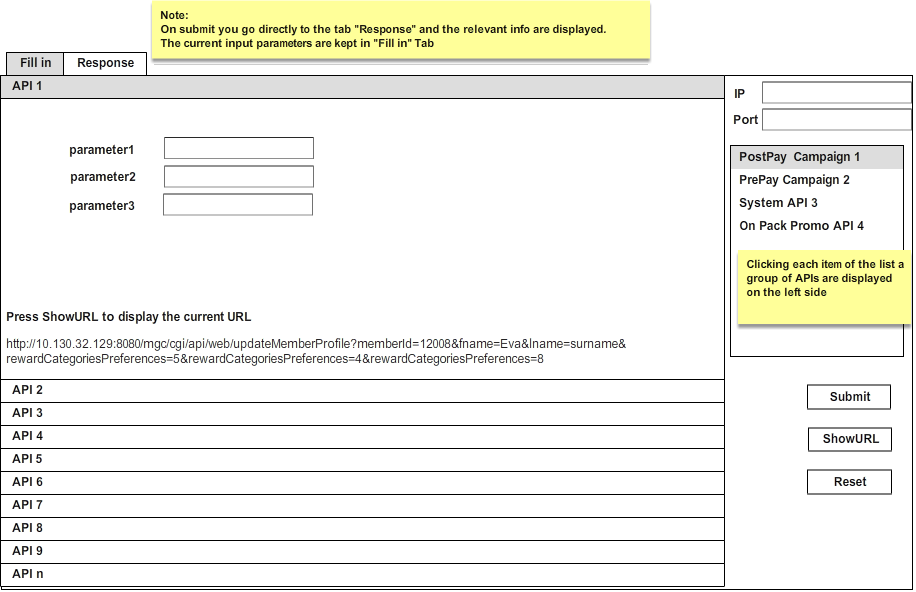 Note:
On submit you go directly to the tab "Response" and the relevant info are displayed.
The current input parameters are kept in "Fill in" Tab
Fill in
Response
API 1
parameter1
parameter2
parameter3
Press ShowURL to display the current URL
http://10.130.32.129:8080/mgc/cgi/api/web/updateMemberProfile?memberId=12008&fname=Eva&lname=surname&
rewardCategoriesPreferences=5&rewardCategoriesPreferences=4&rewardCategoriesPreferences=8
API 2
API 3
API 4
API 5
API 6
API 7
API 8
API 9
API n
IP
Port
PostPay  Campaign 1
PrePay Campaign 2
System API 3
On Pack Promo API 4
Clicking each item of the list a
group of APIs are displayed
on the left side
Submit
ShowURL
Reset